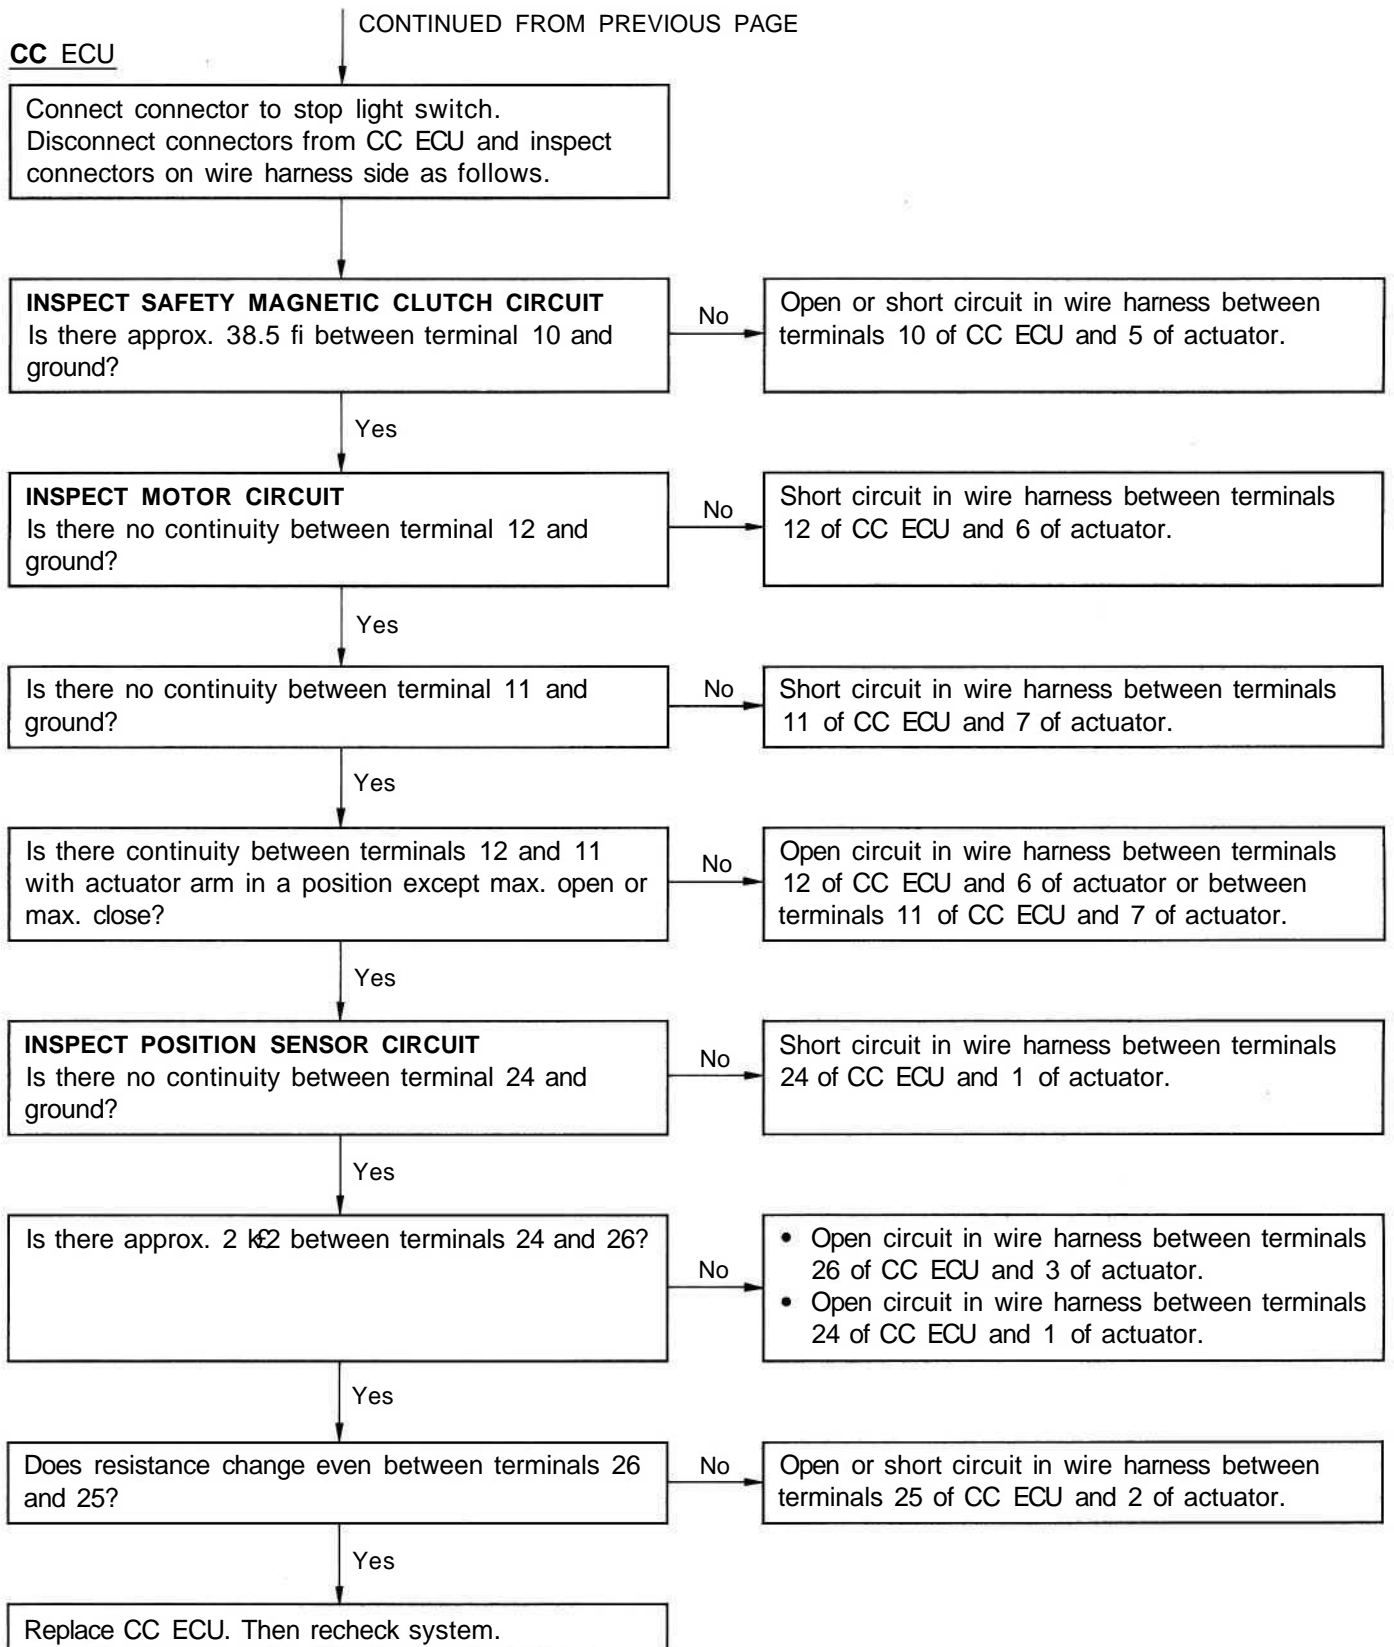 CONTINUED FROM PREVIOUS PAGE
CC ECU
Connect connector to stop light switch.
Disconnect connectors from CC ECU and inspect
connectors on wire harness side as follows.
INSPECT SAFETY MAGNETIC CLUTCH CIRCUIT
Is there approx. 38.5 fi between terminal 10 and
ground?
No
Open or short circuit in wire harness between
terminals 10 of CC ECU and 5 of actuator.
Yes
INSPECT MOTOR CIRCUIT
Is there no continuity between terminal 12 and
ground?
No
Short circuit in wire harness between terminals
12 of CC ECU and 6 of actuator.
Yes
Is there no continuity between terminal 11 and
ground?
No
Short circuit in wire harness between terminals
11 of CC ECU and 7 of actuator.
Yes
Is there continuity between terminals 12 and 11
with actuator arm in a position except max. open or
max. close?
No
Open circuit in wire harness between terminals
12 of CC ECU and 6 of actuator or between
terminals 11 of CC ECU and 7 of actuator.
Yes
INSPECT POSITION SENSOR CIRCUIT
Is there no continuity between terminal 24 and
ground?
No
Short circuit in wire harness between terminals
24 of CC ECU and 1 of actuator.
Yes
Is there approx. 2 k£2 between terminals 24 and 26?
No
• Open circuit in wire harness between terminals
26 of CC ECU and 3 of actuator.
• Open circuit in wire harness between terminals
24 of CC ECU and 1 of actuator.
Yes
Does resistance change even between terminals 26
and 25?
No
Open or short circuit in wire harness between
terminals 25 of CC ECU and 2 of actuator.
Yes
Replace CC ECU. Then recheck system.